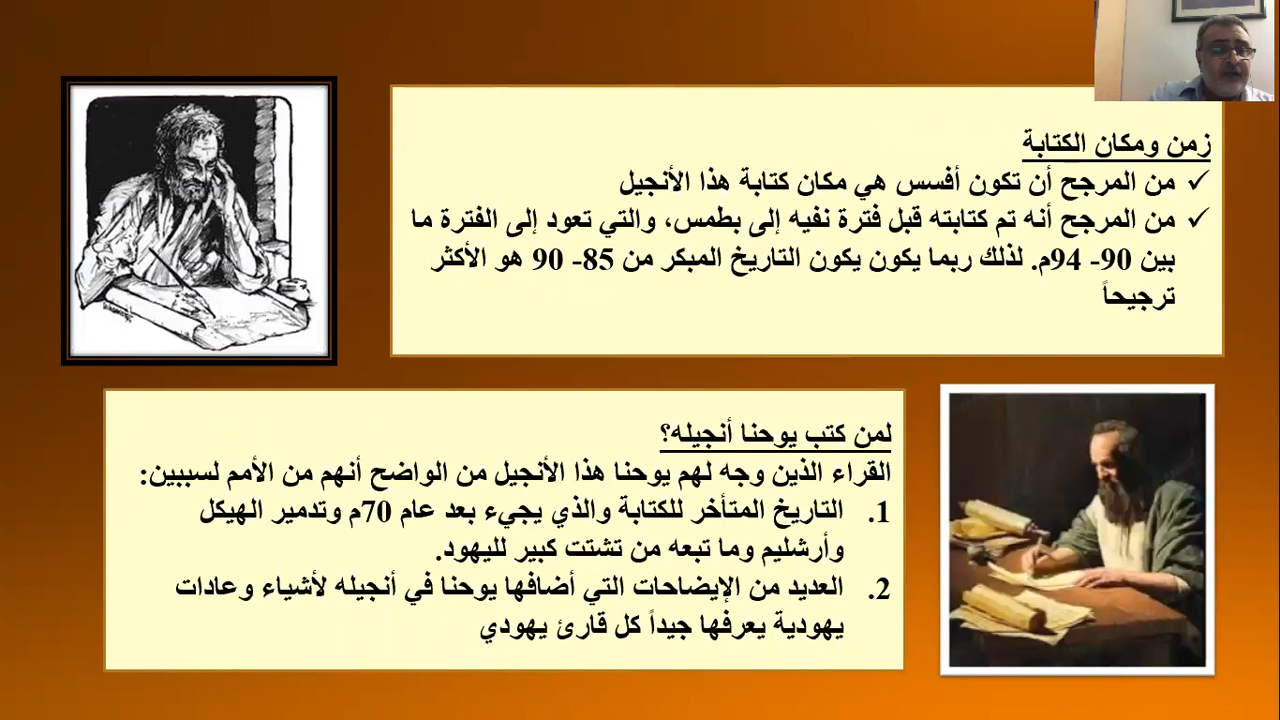 زمن ومكان الكتابة
✓ من المرجح أن تكون أفسس هي مكان كتابة هذا الأنجيل
✓ من المرجح أنه تم كتابته قبل فترة نفيه إلى بطمس، والتي تعود إلى الفترة ما
بين 90- 94م. لذلك ربما يكون يكون التاريخ المبكر من 85- 90 هو الأكثر
ترجيحاً
لمن كتب يوحنا أنجيله؟
القراء الذين وجه لهم يوحنا هذا الأنجيل من الواضح أنهم من الأمم لسببين:
1. التاريخ المتأخر للكتابة والذي يجيء بعد عام 70م وتدمير الهيكل
وأرشليم وما تبعه من تشتت كبير لليهود.
2. العديد من الإيضاحات التي أضافها يوحنا في أنجيله لأشياء وعادات
يهودية يعرفها جيداً كل قارئ يهودي